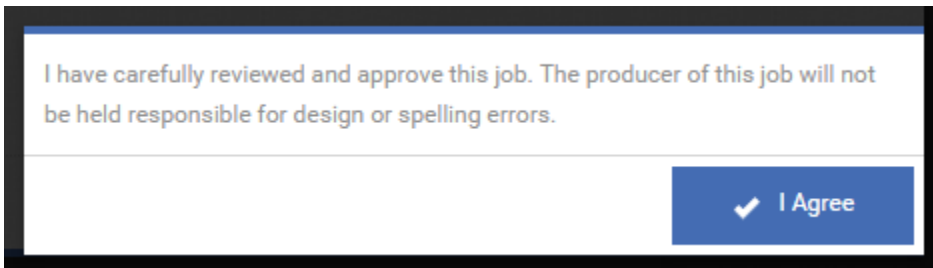 I have carefully reviewed and approve this job. The producer of this job will not
be held responsible for design or spelling errors.
I Agree